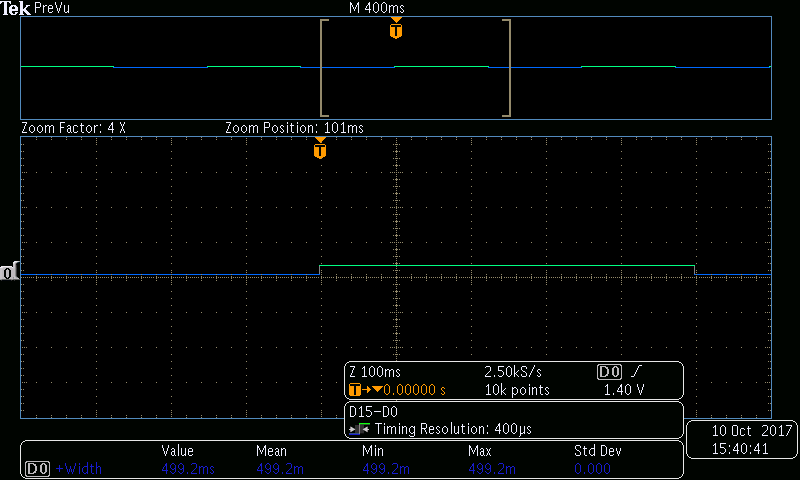 Tek PreVu M 400ms
T
Zoom Factor: 4 X Zoom Position: 101ms
T
0
Z 100ms 2.50kS/s D0
T→▼0.00000 s 10k points 1.40 V
D15-D0
Timing Resolution: 400µs
10 Oct 2017
15:40:41
Value Mean Min Max Std Dev
D0 +Width 499.2ms 499.2m 499.2m 499.2m 0.000